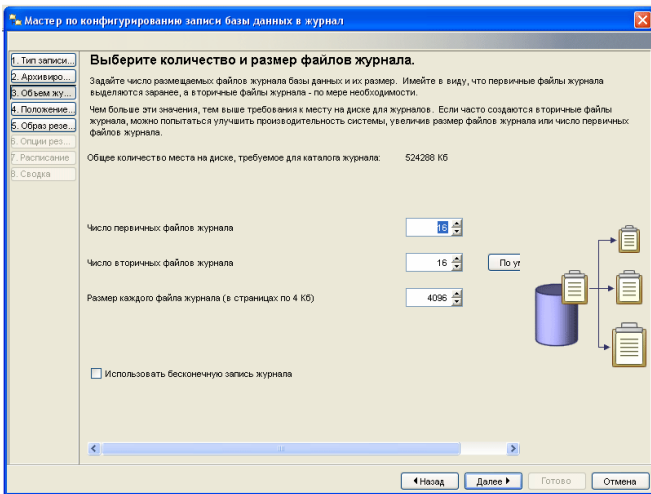 Мастер по конфигурированию записи базы данных в журнал
1. Тип записи...
2. Архивиро...
3. Объем жу...
4. Положение...
5. Образ резе...
6. Опции рез...
7. Расписание
8. Сводка
Выберите количество и размер файлов журнала.
Задайте число размещаемых файлов журнала базы данных и их размер. Имейте в виду, что первичные файлы журнала
выделяются заранее, а вторичные файлы журнала - по мере необходимости.
Чем больше эти значения, тем выше требования к месту на диске для журналов. Если часто создаются вторичные файлы
журнала, можно попытаться улучшить производительность системы, увеличив размер файлов журнала или число первичных
файлов журнала.
Общее количество места на диске, требуемое для каталога журнала: 524288 Кб
Число первичных файлов журнала 16
Число вторичных файлов журнала 16 По ум
Размер каждого файла журнала (в страницах по 4 Кб) 4096
Использовать бесконечную запись журнала
Назад Далее Готово Отмена